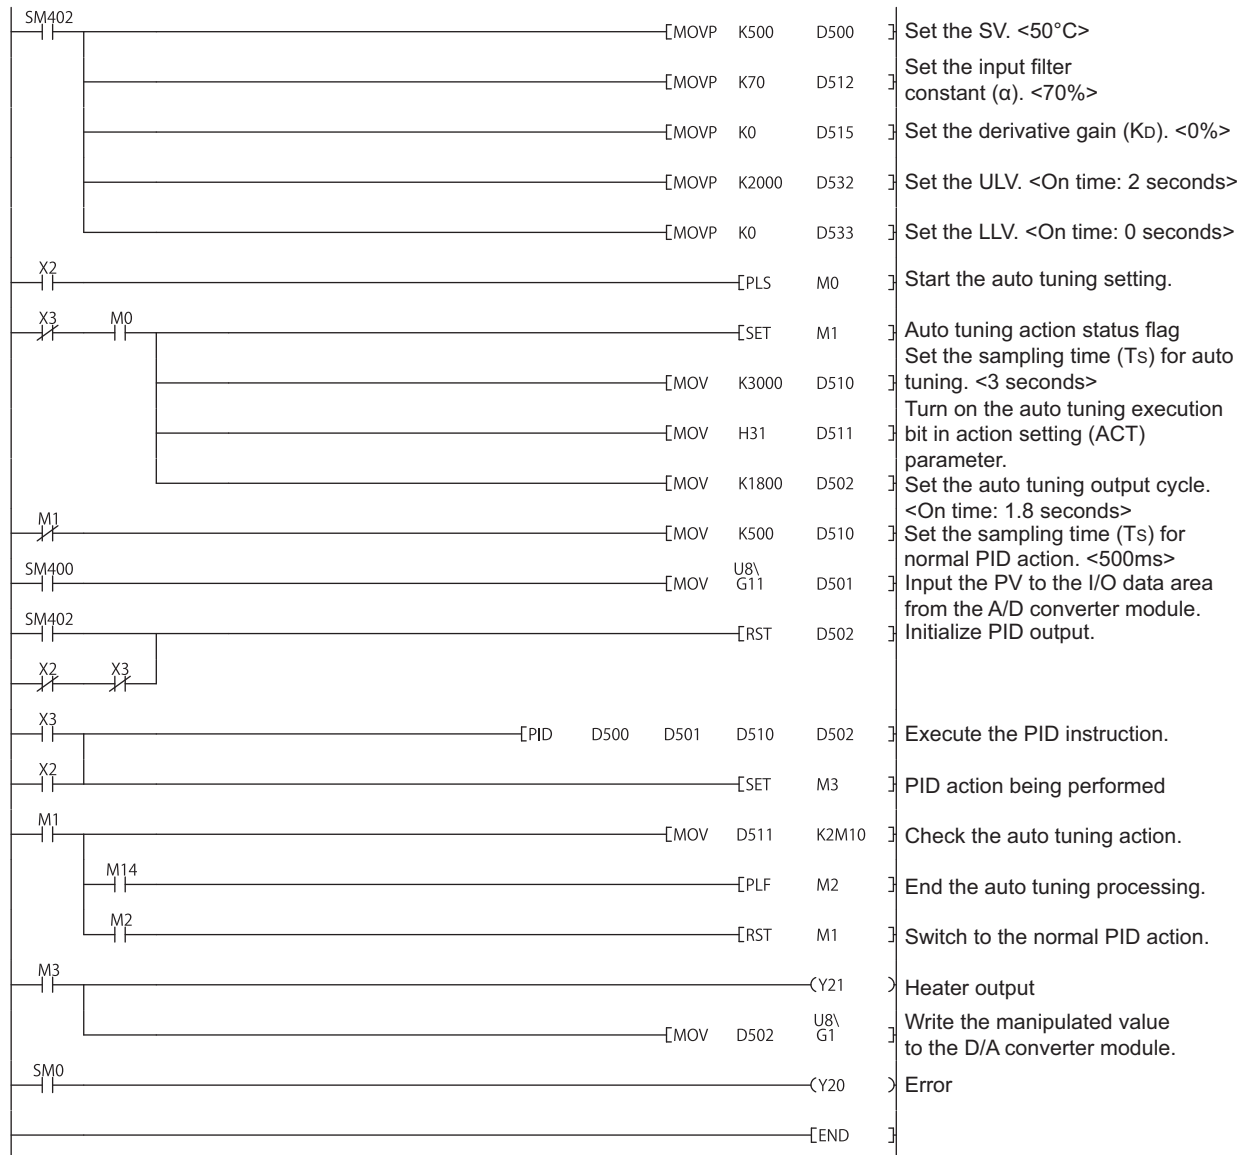 SM402
[MOVP K500 D500 ] Set the SV. <50°C>
[MOVP K70 D512 ] Set the input filter
constant (α). <70%>
[MOVP K0 D515 ] Set the derivative gain (KD). <0%>
[MOVP K2000 D532 ] Set the ULV. <On time: 2 seconds>
[MOVP K0 D533 ] Set the LLV. <On time: 0 seconds>
X2
[PLS M0 ] Start the auto tuning setting.
X3 M0
[SET M1 ] Auto tuning action status flag
[MOV K3000 D510 ] Set the sampling time (Ts) for auto
tuning. <3 seconds>
[MOV H31 D511 ] Turn on the auto tuning execution
bit in action setting (ACT)
parameter.
[MOV K1800 D502 ] Set the auto tuning output cycle.
<On time: 1.8 seconds>
M1
[MOV K500 D510 ] Set the sampling time (Ts) for
normal PID action. <500ms>
SM400
[MOV U8\G11 D501 ] Input the PV to the I/O data area
from the A/D converter module.
SM402
[RST D502 ] Initialize PID output.
X2 X3
X3
[PID D500 D501 D510 D502 ] Execute the PID instruction.
X2
[SET M3 ] PID action being performed
M1
[MOV D511 K2M10 ] Check the auto tuning action.
M14
[PLF M2 ] End the auto tuning processing.
M2
[RST M1 ] Switch to the normal PID action.
M3
(Y21 ) Heater output
[MOV D502 U8\G1 ] Write the manipulated value
to the D/A converter module.
SM0
(Y20 ) Error
[END ]